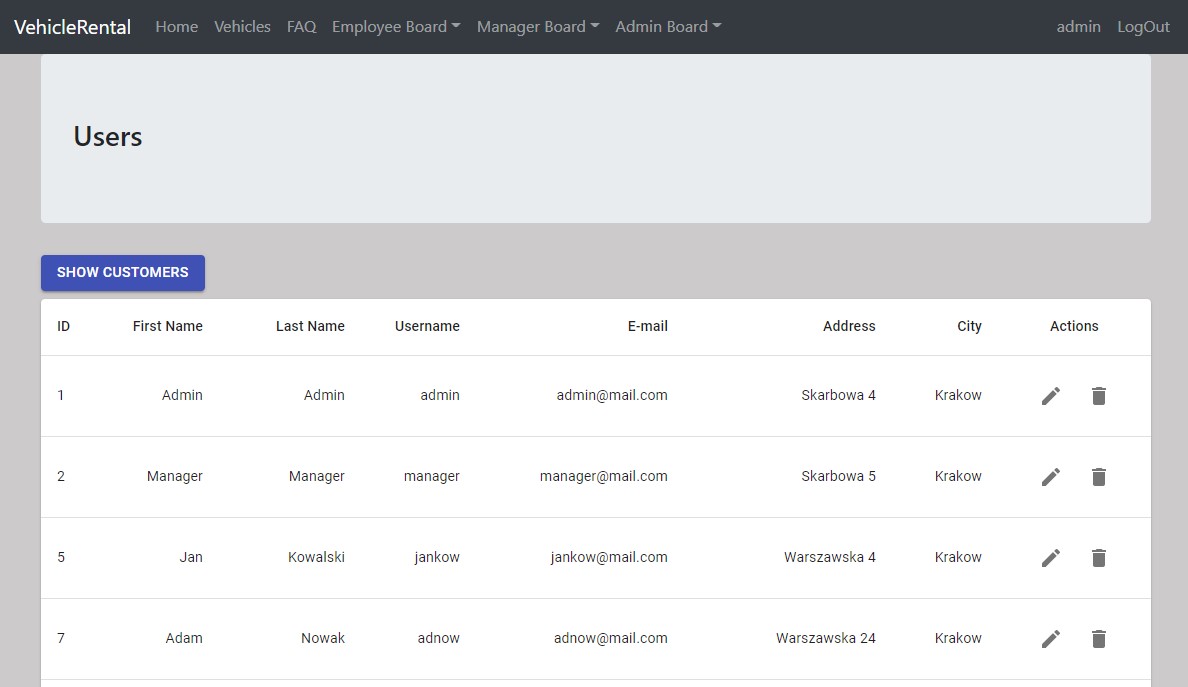 VehicleRental Home Vehicles FAQ Employee Board Manager Board Admin Board admin LogOut
Users
SHOW CUSTOMERS
ID First Name Last Name Username E-mail Address City Actions
1 Admin Admin admin admin@mail.com Skarbowa 4 Krakow
2 Manager Manager manager manager@mail.com Skarbowa 5 Krakow
5 Jan Kowalski jankow jankow@mail.com Warszawska 4 Krakow
7 Adam Nowak adnow adnow@mail.com Warszawska 24 Krakow